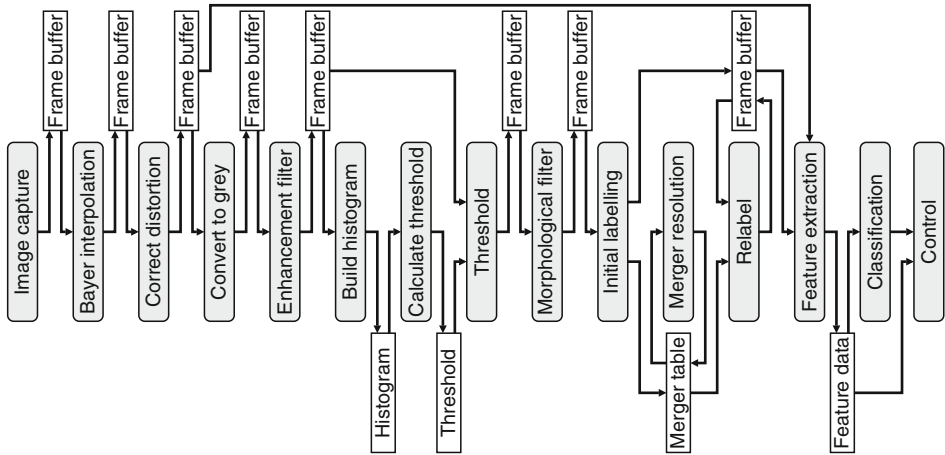 Frame buffer
Frame buffer
Frame buffer
Frame buffer
Frame buffer
Frame buffer
Frame buffer
Frame buffer
Image capture
Bayer interpolation
Correct distortion
Convert to grey
Enhancement filter
Build histogram
Calculate threshold
Threshold
Morphological filter
Initial labelling
Merger resolution
Relabel
Feature extraction
Classification
Control
Histogram
Threshold
Merger table
Feature data